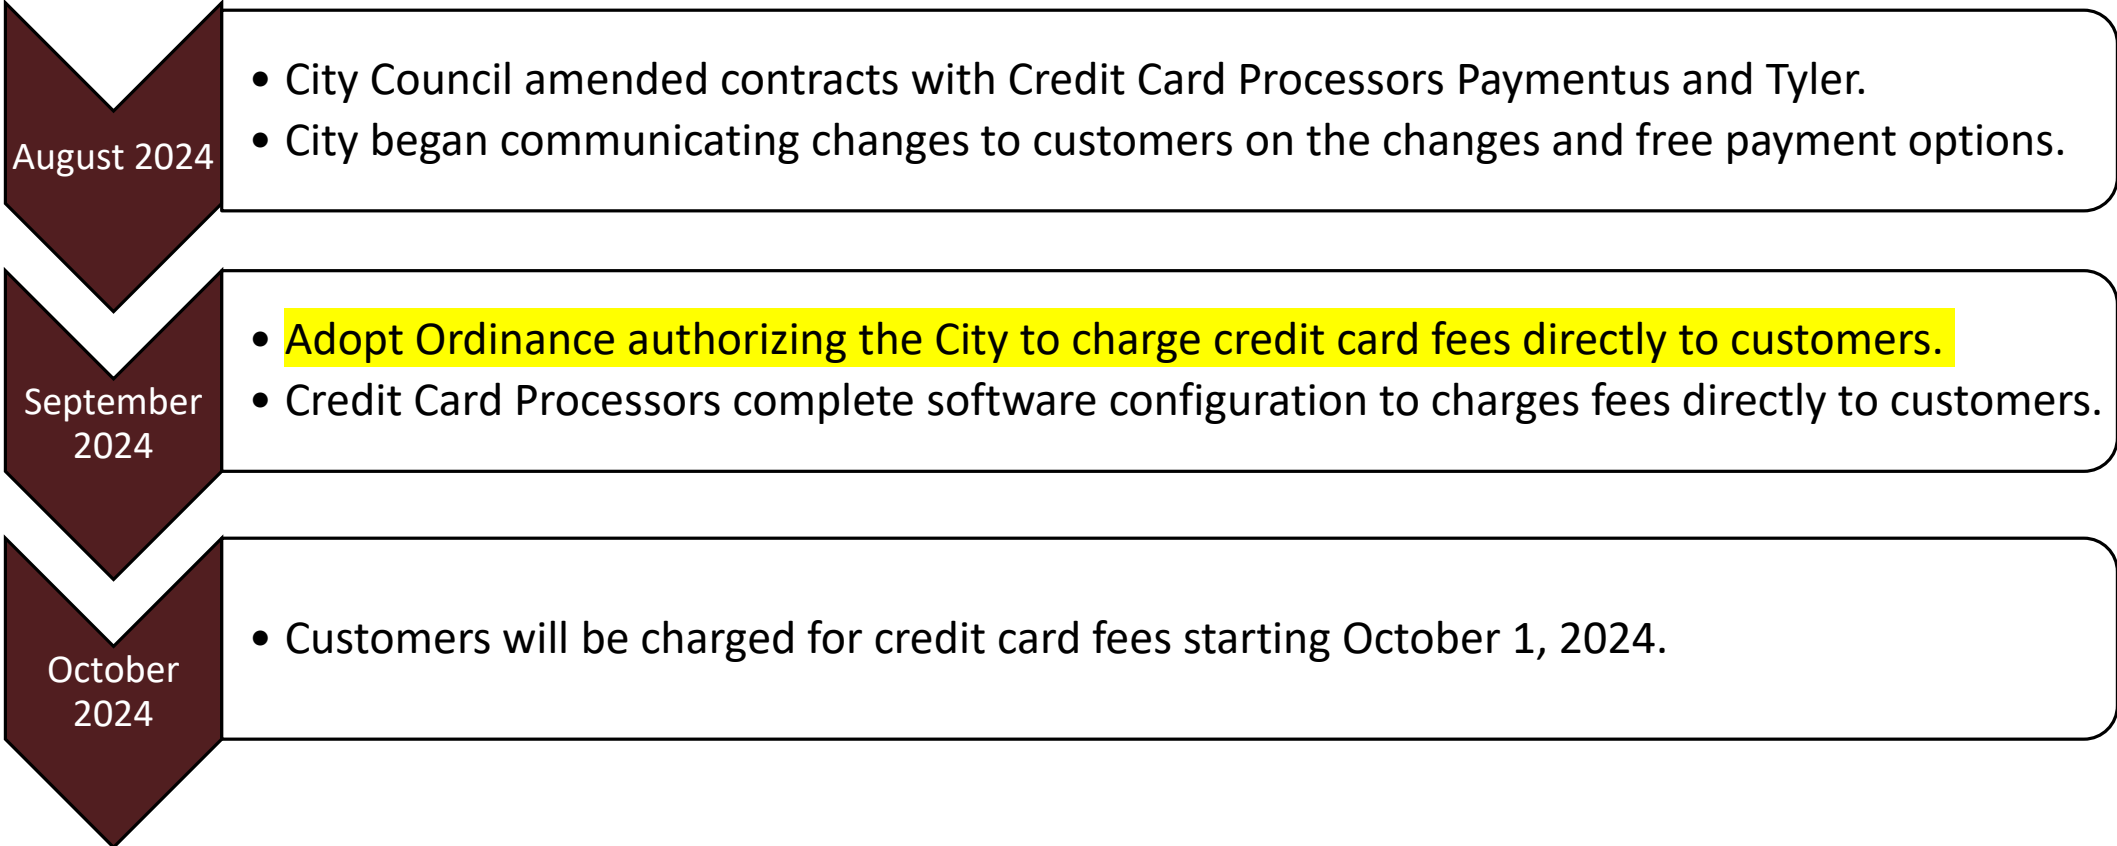 August 2024
• City Council amended contracts with Credit Card Processors Paymentus and Tyler.
• City began communicating changes to customers on the changes and free payment options.
September
2024
• Adopt Ordinance authorizing the City to charge credit card fees directly to customers.
• Credit Card Processors complete software configuration to charges fees directly to customers.
October
2024
• Customers will be charged for credit card fees starting October 1, 2024.